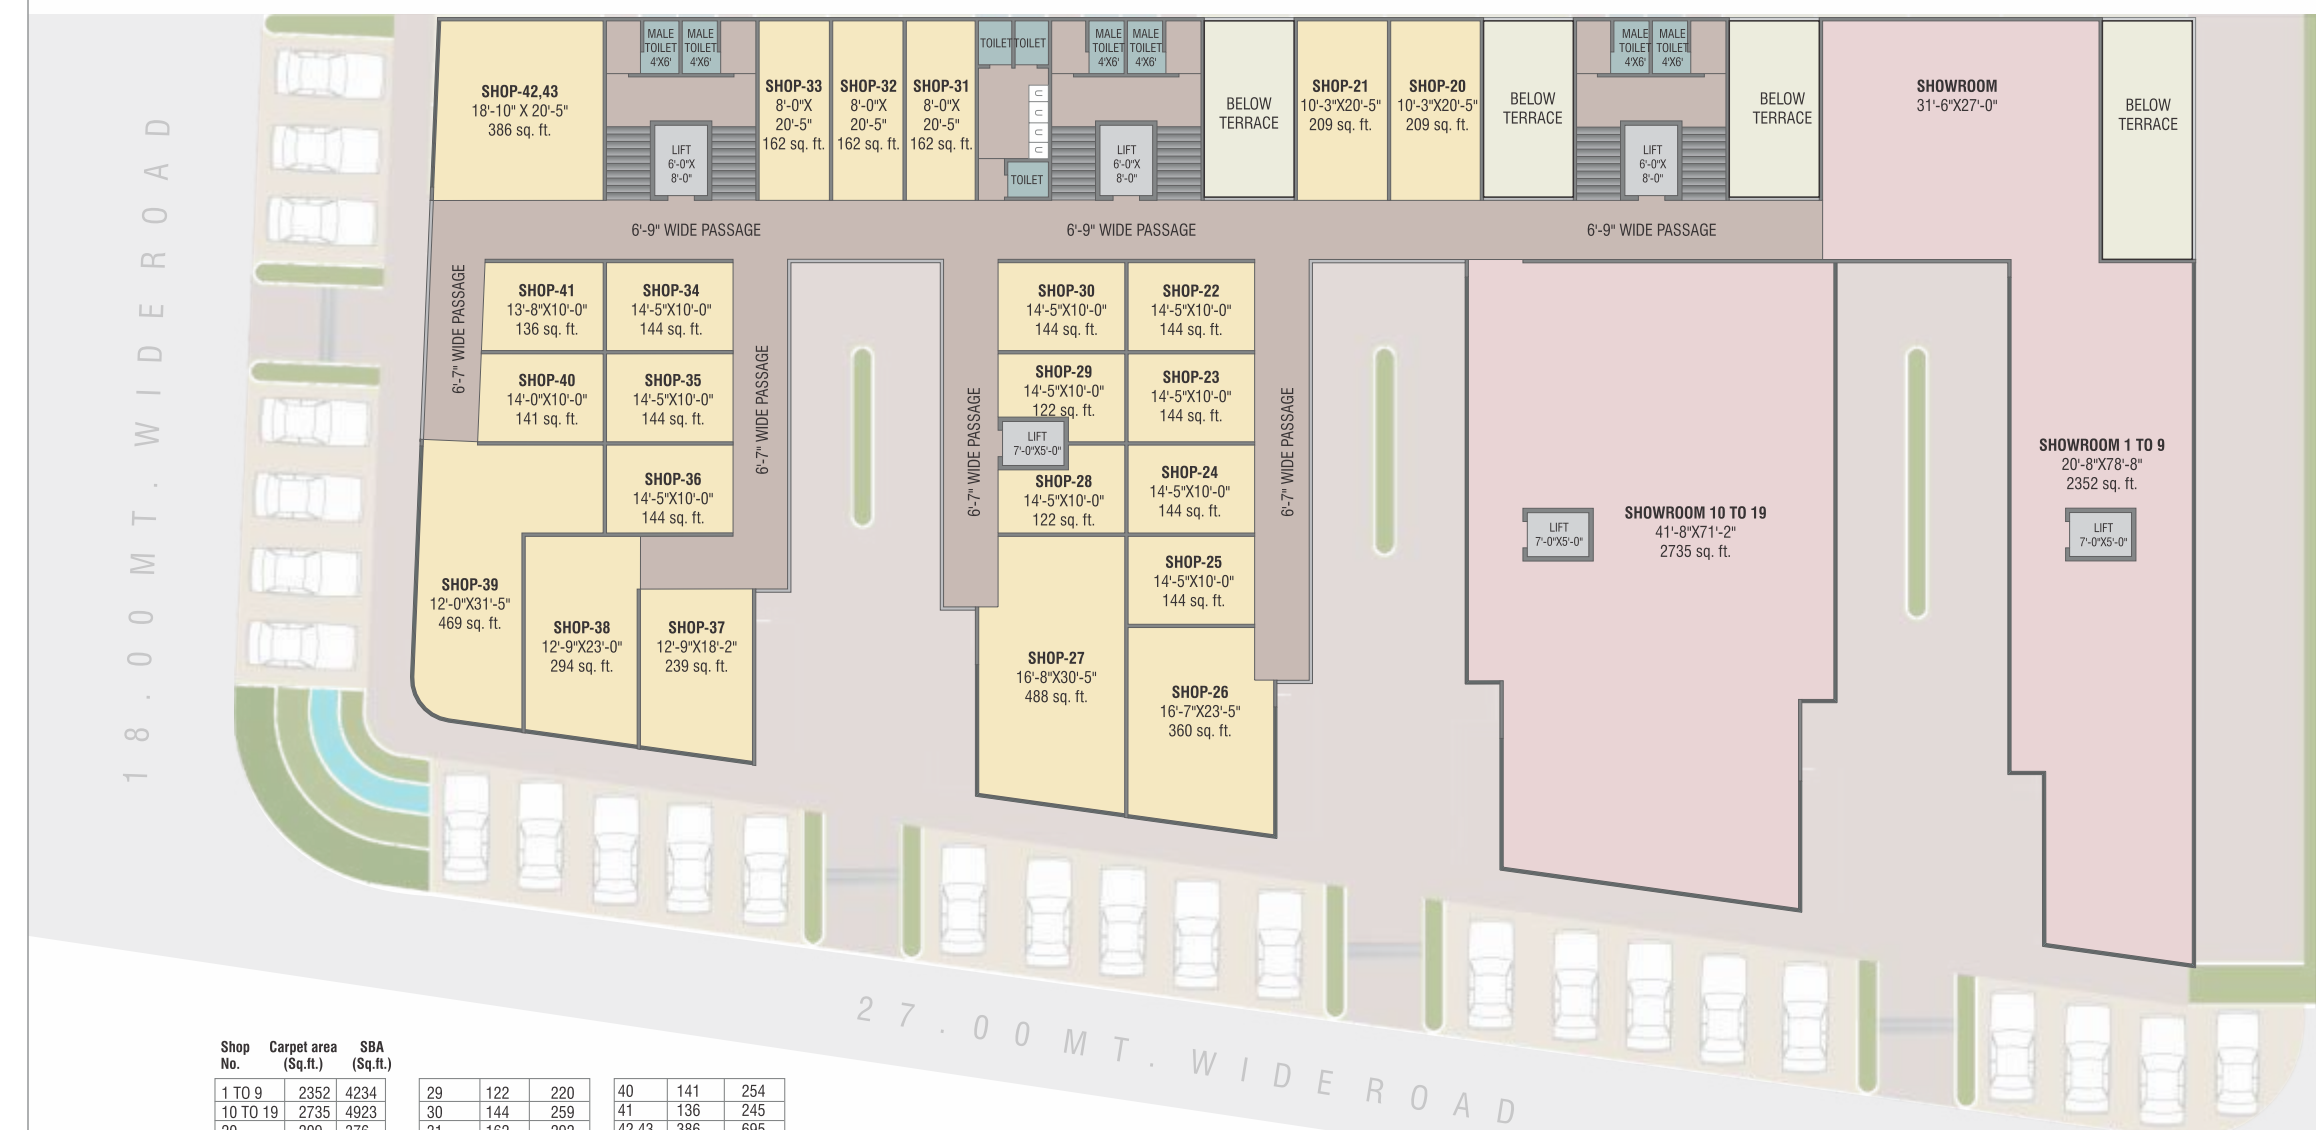 MALE
TOILET
4'X6'
MALE
TOILET
4'X6'
TOILET
TOILET
MALE
TOILET
4'X6'
MALE
TOILET
4'X6'
MALE
TOILET
4'X6'
MALE
TOILET
4'X6'
SHOP-42,43
18'-10" X 20'-5"
386 sq. ft.
SHOP-33
8'-0"X
20'-5"
162 sq. ft.
SHOP-32
8'-0"X
20'-5"
162 sq. ft.
SHOP-31
8'-0"X
20'-5"
162 sq. ft.
BELOW
TERRACE
SHOP-21
10'-3"X20'-5"
209 sq. ft.
SHOP-20
10'-3"X20'-5"
209 sq. ft.
BELOW
TERRACE
BELOW
TERRACE
SHOWROOM
31'-6"X27'-0"
BELOW
TERRACE
LIFT
6'-0"X
8'-0"
TOILET
LIFT
6'-0"X
8'-0"
LIFT
6'-0"X
8'-0"
6'-9" WIDE PASSAGE
6'-9" WIDE PASSAGE
6'-9" WIDE PASSAGE
18.00MT. WIDE ROAD
6'-7" WIDE PASSAGE
SHOP-41
13'-8"X10'-0"
136 sq. ft.
SHOP-34
14'-5"X10'-0"
144 sq. ft.
SHOP-40
14'-0"X10'-0"
141 sq. ft.
SHOP-35
14'-5"X10'-0"
144 sq. ft.
6'-7" WIDE PASSAGE
SHOP-36
14'-5"X10'-0"
144 sq. ft.
SHOP-39
12'-0"X31'-5"
469 sq. ft.
SHOP-38
12'-9"X23'-0"
294 sq. ft.
SHOP-37
12'-9"X18'-2"
239 sq. ft.
6'-7" WIDE PASSAGE
SHOP-30
14'-5"X10'-0"
144 sq. ft.
SHOP-22
14'-5"X10'-0"
144 sq. ft.
SHOP-29
14'-5"X10'-0"
122 sq. ft.
SHOP-23
14'-5"X10'-0"
144 sq. ft.
LIFT
7'-0"X5'-0"
SHOP-28
14'-5"X10'-0"
122 sq. ft.
SHOP-24
14'-5"X10'-0"
144 sq. ft.
6'-7" WIDE PASSAGE
SHOP-25
14'-5"X10'-0"
144 sq. ft.
SHOP-27
16'-8"X30'-5"
488 sq. ft.
SHOP-26
16'-7"X23'-5"
360 sq. ft.
LIFT
7'-0"X5'-0"
SHOWROOM 10 TO 19
41'-8"X71'-2"
2735 sq. ft.
SHOWROOM 1 TO 9
20'-8"X78'-8"
2352 sq. ft.
LIFT
7'-0"X5'-0"
27.00MT. WIDE ROAD
Shop No. Carpet area (Sq.ft.) SBA (Sq.ft.)
1 TO 9 2352 4234
10 TO 19 2735 4923
29 122 220
30 144 259
40 141 254
41 136 245
42,43 386 695